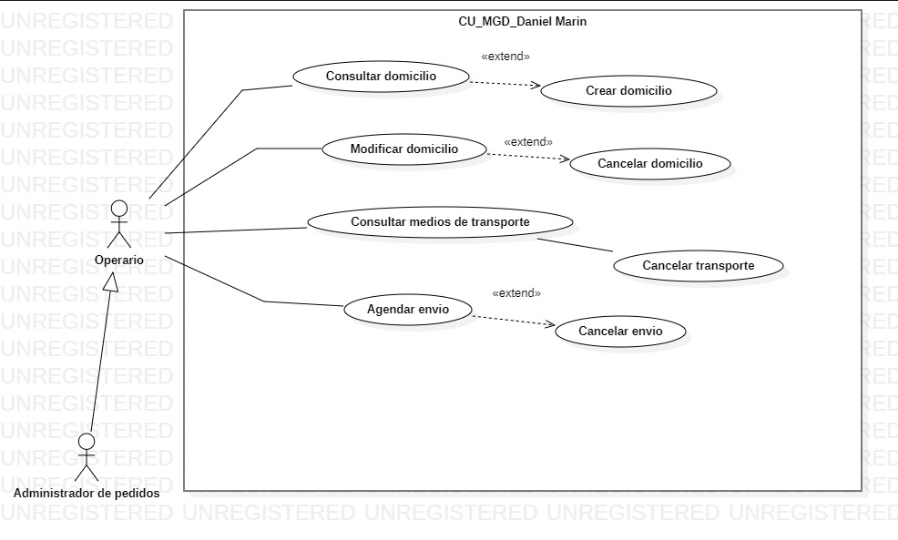 CU_MGD_Daniel Marin
«extend»
Consultar domicilio
Crear domicilio
«extend»
Modificar domicilio
Cancelar domicilio
Consultar medios de transporte
Operario
Cancelar transporte
«extend»
Agendar envio
Cancelar envio
Administrador de pedidos
UNREGISTERED UNREGISTERED UNREGISTERED UNREGISTERED UNREGISTERED